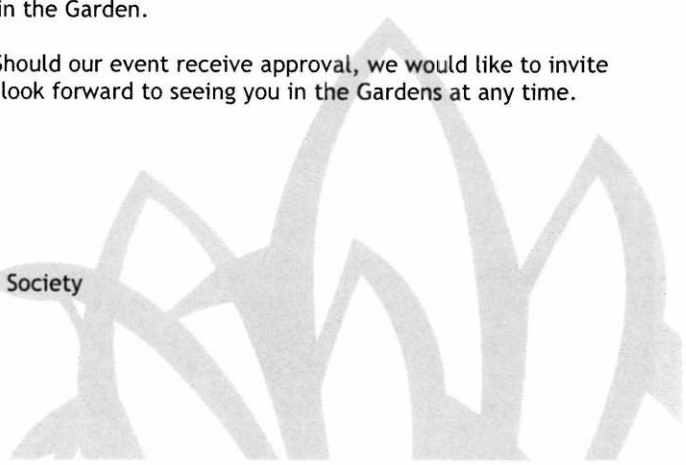 in the Garden.
Should our event receive approval, we would like to invite
look forward to seeing you in the Gardens at any time.
Society